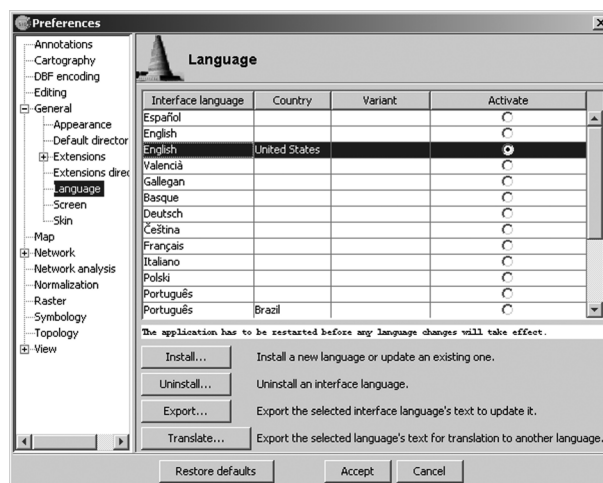 Preferences
Annotations
Cartography
DBF encoding
Editing
General
Appearance
Default director
Extensions
Extensions direc
Language
Screen
Skin
Map
Network
Network analysis
Normalization
Raster
Symbology
Topology
View
Language
Interface language Country Variant Activate
Español
English
English United States
Valencià
Gallegan
Basque
Deutsch
Čeština
Français
Italiano
Polski
Português
Português Brazil
The application has to be restarted before any language changes will take effect.
Install... Install a new language or update an existing one.
Uninstall... Uninstall an interface language.
Export... Export the selected interface language's text to update it.
Translate... Export the selected language's text for translation to another language.
Restore defaults Accept Cancel